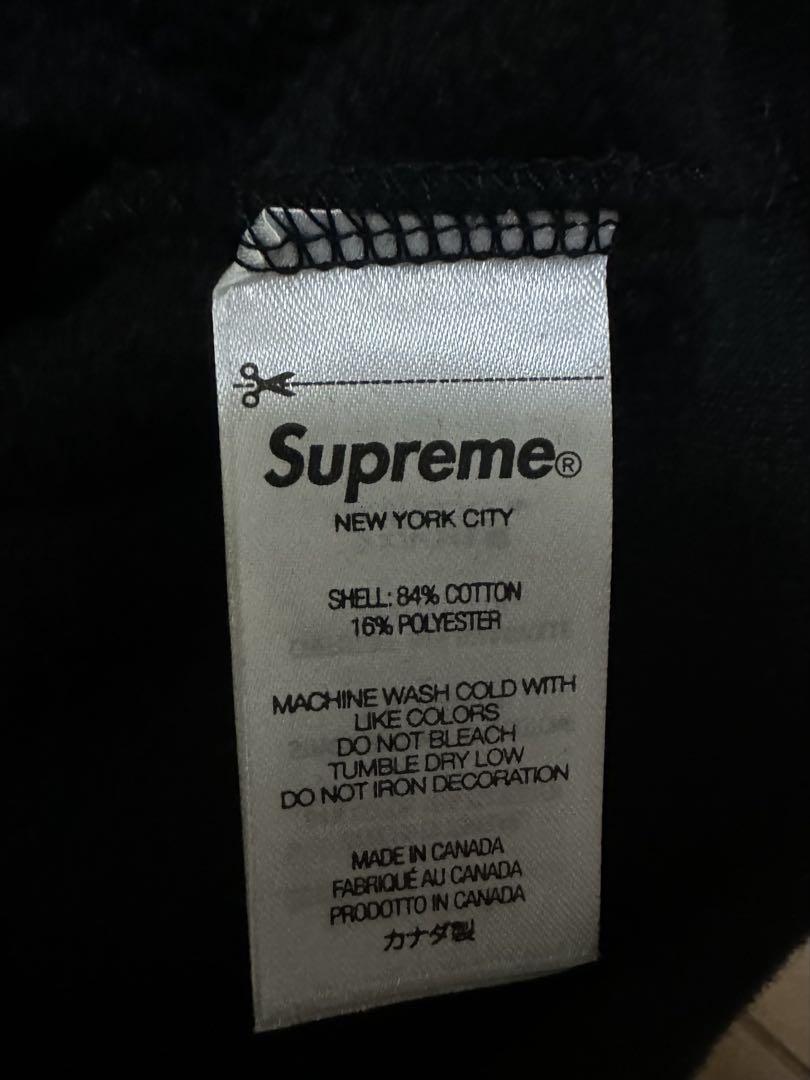 Supreme®
NEW YORK CITY
SHELL: 84% COTTON
16% POLYESTER
MACHINE WASH COLD WITH
LIKE COLORS
DO NOT BLEACH
TUMBLE DRY LOW
DO NOT IRON DECORATION
MADE IN CANADA
FABRIQUÉ AU CANADA
PRODOTTO IN CANADA
カナダ製